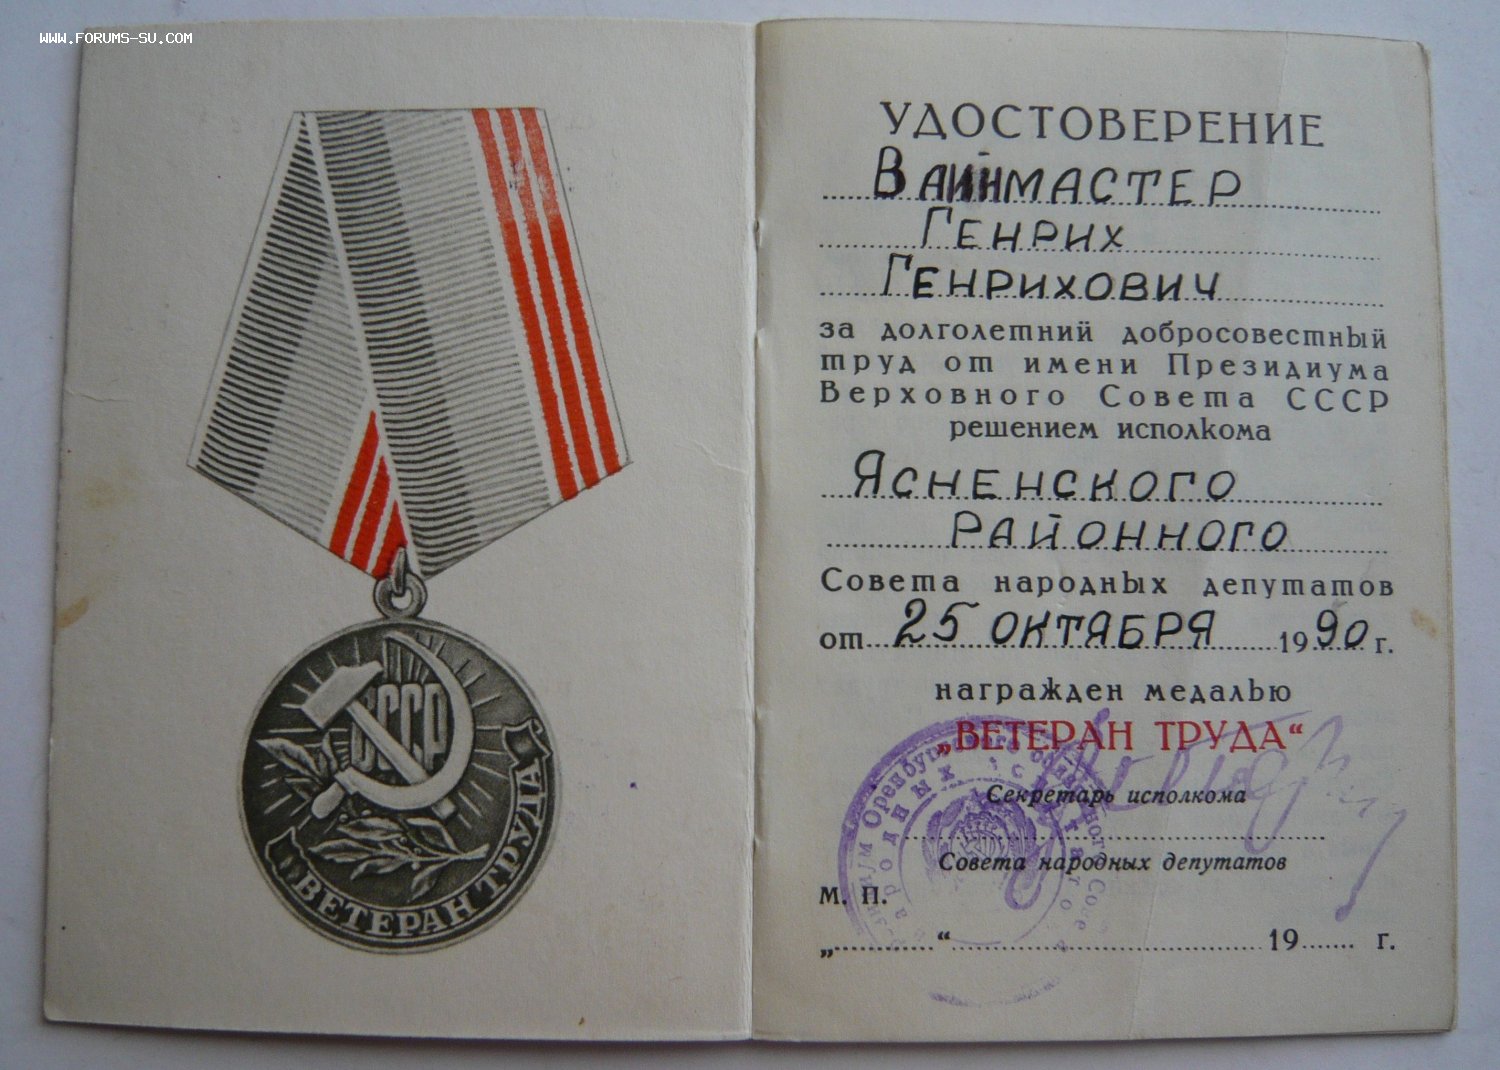 WWW.FORUMS-SU.COM
СССР
ВЕТЕРАН ТРУДА
УДОСТОВЕРЕНИЕ
ВАЙНМАСТЕР
ГЕНРИХ
ГЕНРИХОВИЧ
за долголетний добросовестный
труд от имени Президиума
Верховного Совета СССР
решением исполкома
ЯСНЕНСКОГО
РАЙОННОГО
Совета народных депутатов
от 25 ОКТЯБРЯ 1990 г.
награжден медалью
„ВЕТЕРАН ТРУДА“
Секретарь исполкома
Совета народных депутатов
М. П.
„..........“ .......... 19....... г.